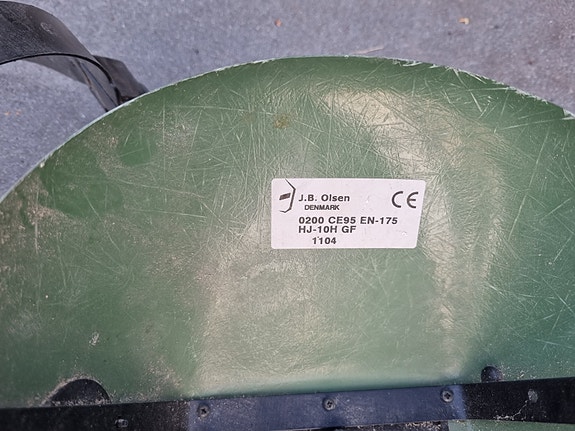 J.B. Olsen CE
DENMARK
0200 CE95 EN-175
HJ-10H GF
1104